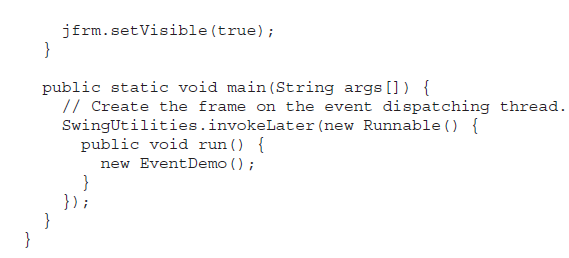 jfrm.setVisible(true);
  }

  public static void main(String args[]) {
    // Create the frame on the event dispatching thread.
    SwingUtilities.invokeLater(new Runnable() {
      public void run() {
        new EventDemo();
      }
    });
  }
}